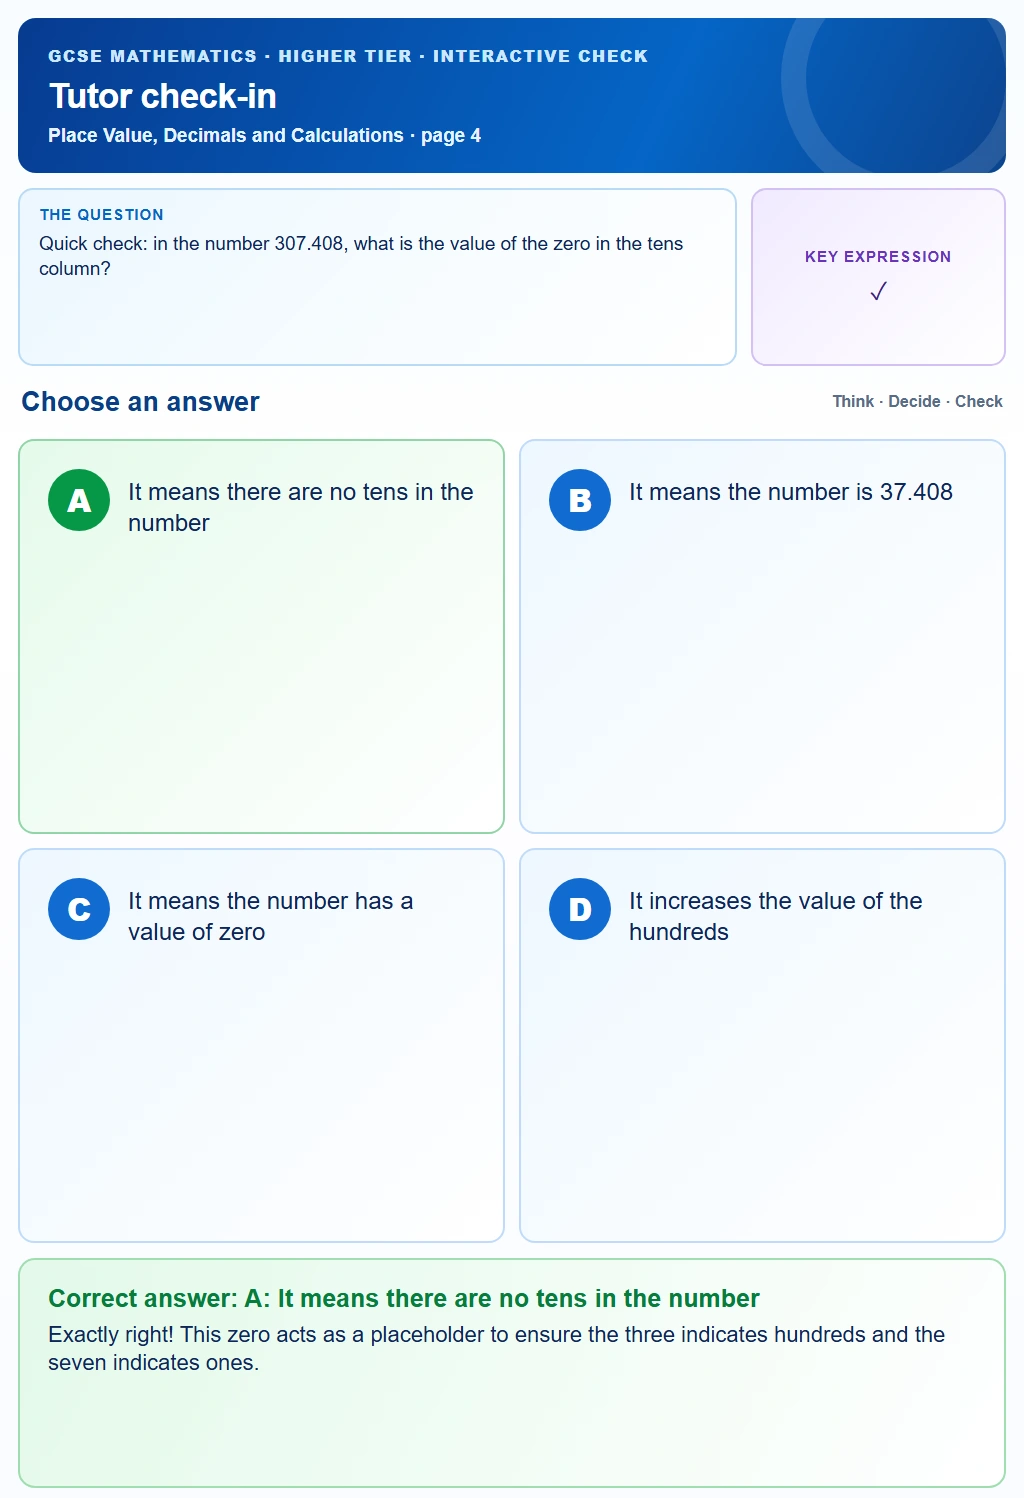 GCSE MATHEMATICS · HIGHER TIER · INTERACTIVE CHECK
Tutor check-in
Place Value, Decimals and Calculations · page 4
THE QUESTION
Quick check: in the number 307.408, what is the value of the zero in the tens
column?
KEY EXPRESSION
✓
Choose an answer
Think · Decide · Check
A
It means there are no tens in the
number
B
It means the number is 37.408
C
It means the number has a
value of zero
D
It increases the value of the
hundreds
Correct answer: A: It means there are no tens in the number
Exactly right! This zero acts as a placeholder to ensure the three indicates hundreds and the
seven indicates ones.